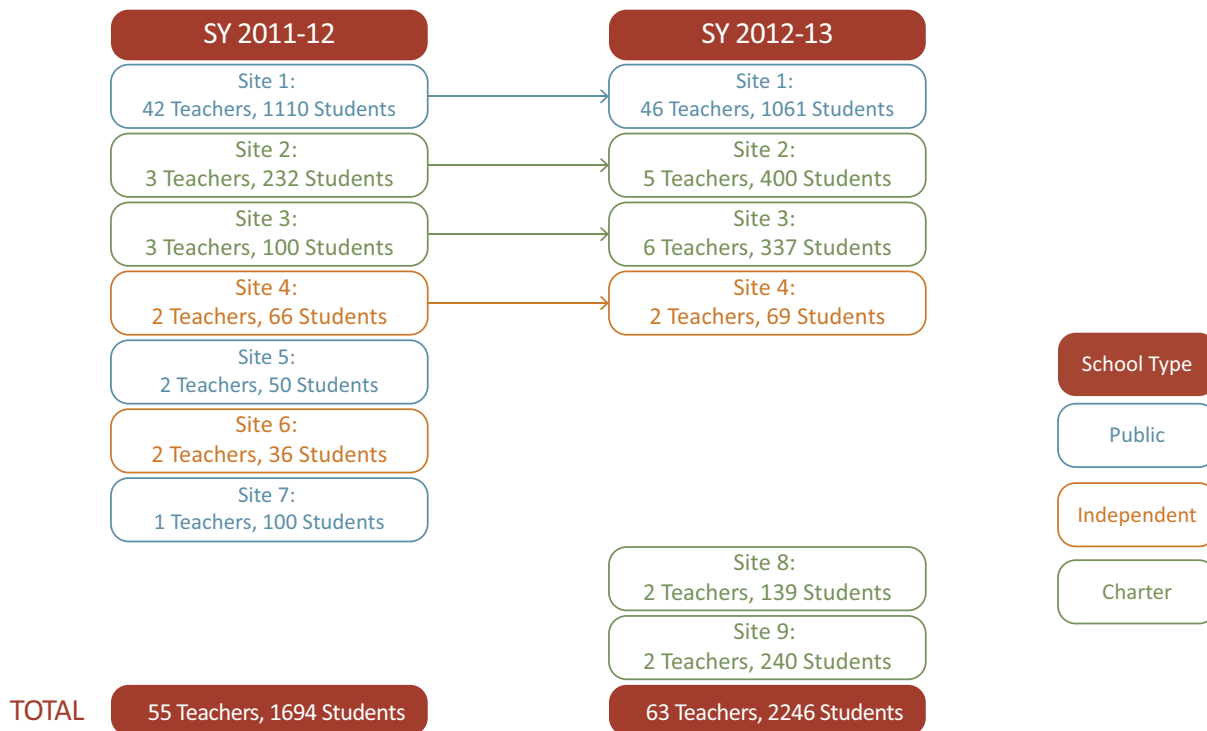 SY 2011-12
SY 2012-13
Site 1:
42 Teachers, 1110 Students
Site 1:
46 Teachers, 1061 Students
Site 2:
3 Teachers, 232 Students
Site 2:
5 Teachers, 400 Students
Site 3:
3 Teachers, 100 Students
Site 3:
6 Teachers, 337 Students
Site 4:
2 Teachers, 66 Students
Site 4:
2 Teachers, 69 Students
Site 5:
2 Teachers, 50 Students
Site 6:
2 Teachers, 36 Students
Site 7:
1 Teachers, 100 Students
Site 8:
2 Teachers, 139 Students
Site 9:
2 Teachers, 240 Students
TOTAL
55 Teachers, 1694 Students
63 Teachers, 2246 Students
School Type
Public
Independent
Charter